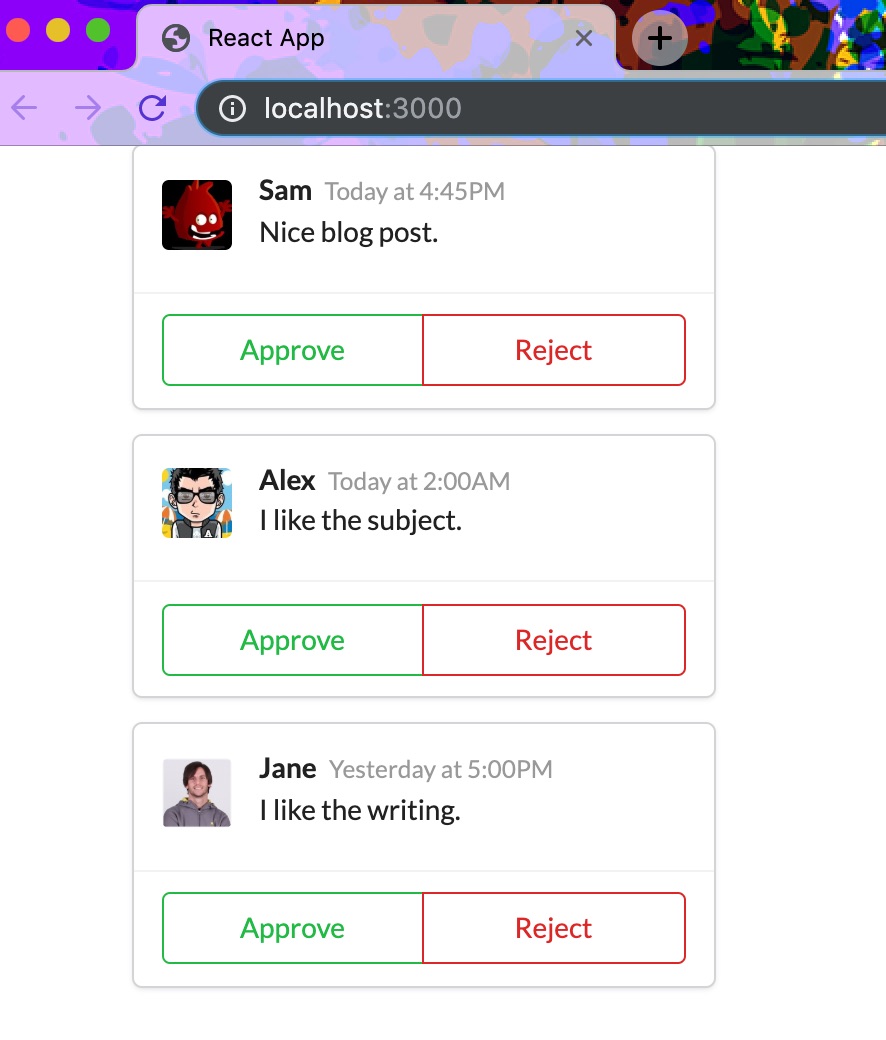 React App
localhost:3000
Sam Today at 4:45PM
Nice blog post.
Approve Reject
Alex Today at 2:00AM
I like the subject.
Approve Reject
Jane Yesterday at 5:00PM
I like the writing.
Approve Reject